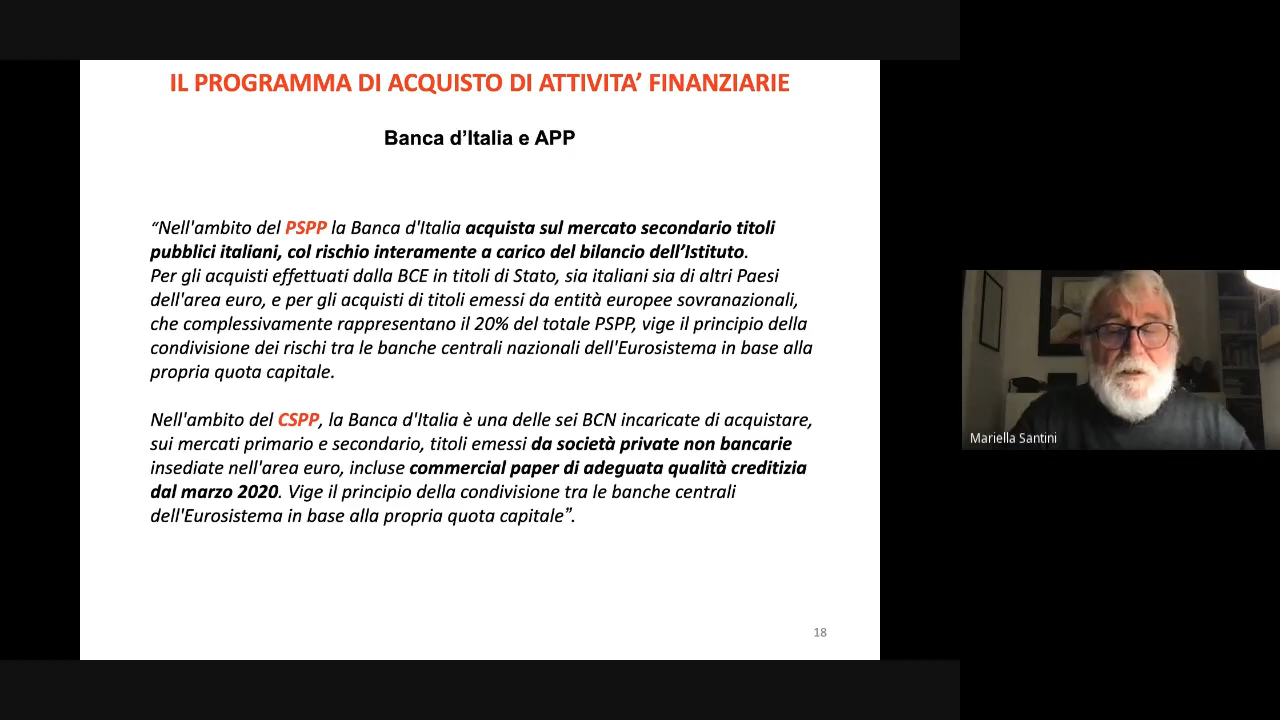 IL PROGRAMMA DI ACQUISTO DI ATTIVITA’ FINANZIARIE
Banca d’Italia e APP
“Nell'ambito del PSPP la Banca d'Italia acquista sul mercato secondario titoli
pubblici italiani, col rischio interamente a carico del bilancio dell’Istituto.
Per gli acquisti effettuati dalla BCE in titoli di Stato, sia italiani sia di altri Paesi
dell'area euro, e per gli acquisti di titoli emessi da entità europee sovranazionali,
che complessivamente rappresentano il 20% del totale PSPP, vige il principio della
condivisione dei rischi tra le banche centrali nazionali dell'Eurosistema in base alla
propria quota capitale.
Nell'ambito del CSPP, la Banca d'Italia è una delle sei BCN incaricate di acquistare,
sui mercati primario e secondario, titoli emessi da società private non bancarie
insediate nell'area euro, incluse commercial paper di adeguata qualità creditizia
dal marzo 2020. Vige il principio della condivisione tra le banche centrali
dell'Eurosistema in base alla propria quota capitale”.
18
Mariella Santini